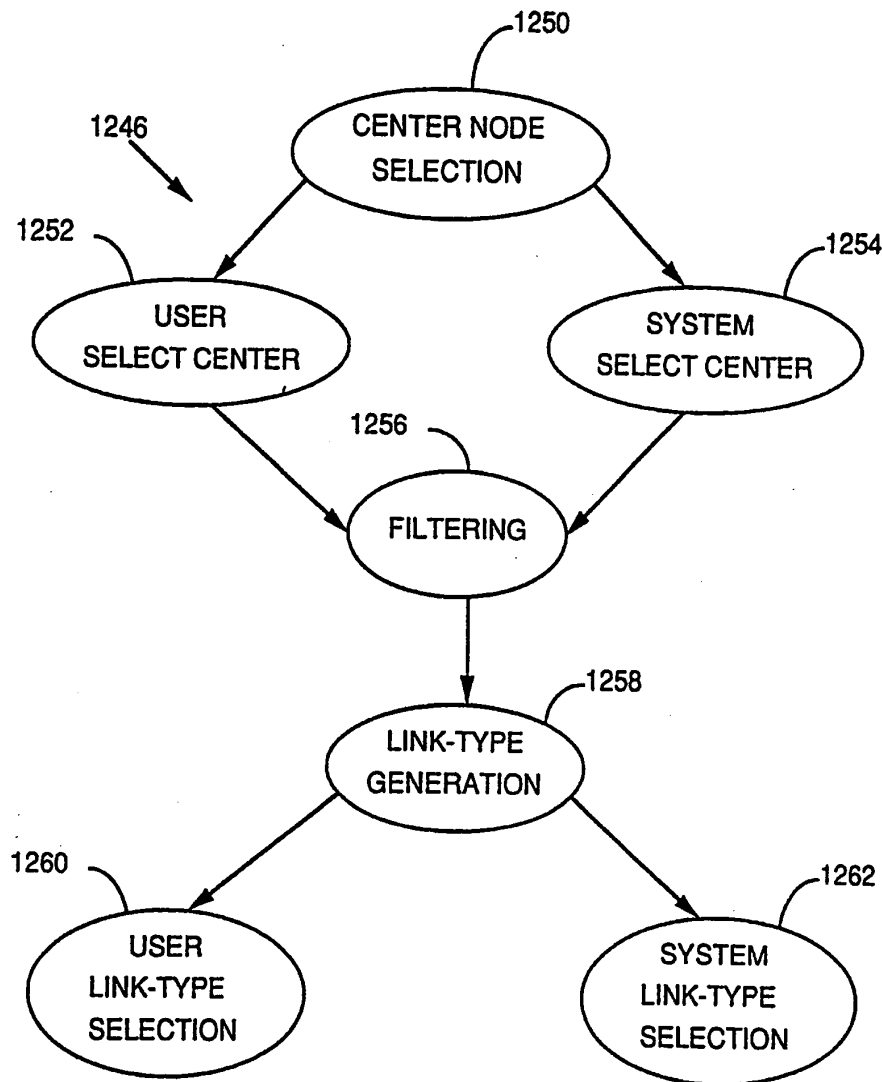 1250
CENTER NODE
SELECTION
1246
1252
1254
USER
SELECT CENTER
SYSTEM
SELECT CENTER
1256
FILTERING
1258
LINK-TYPE
GENERATION
1260
1262
USER
LINK-TYPE
SELECTION
SYSTEM
LINK-TYPE
SELECTION